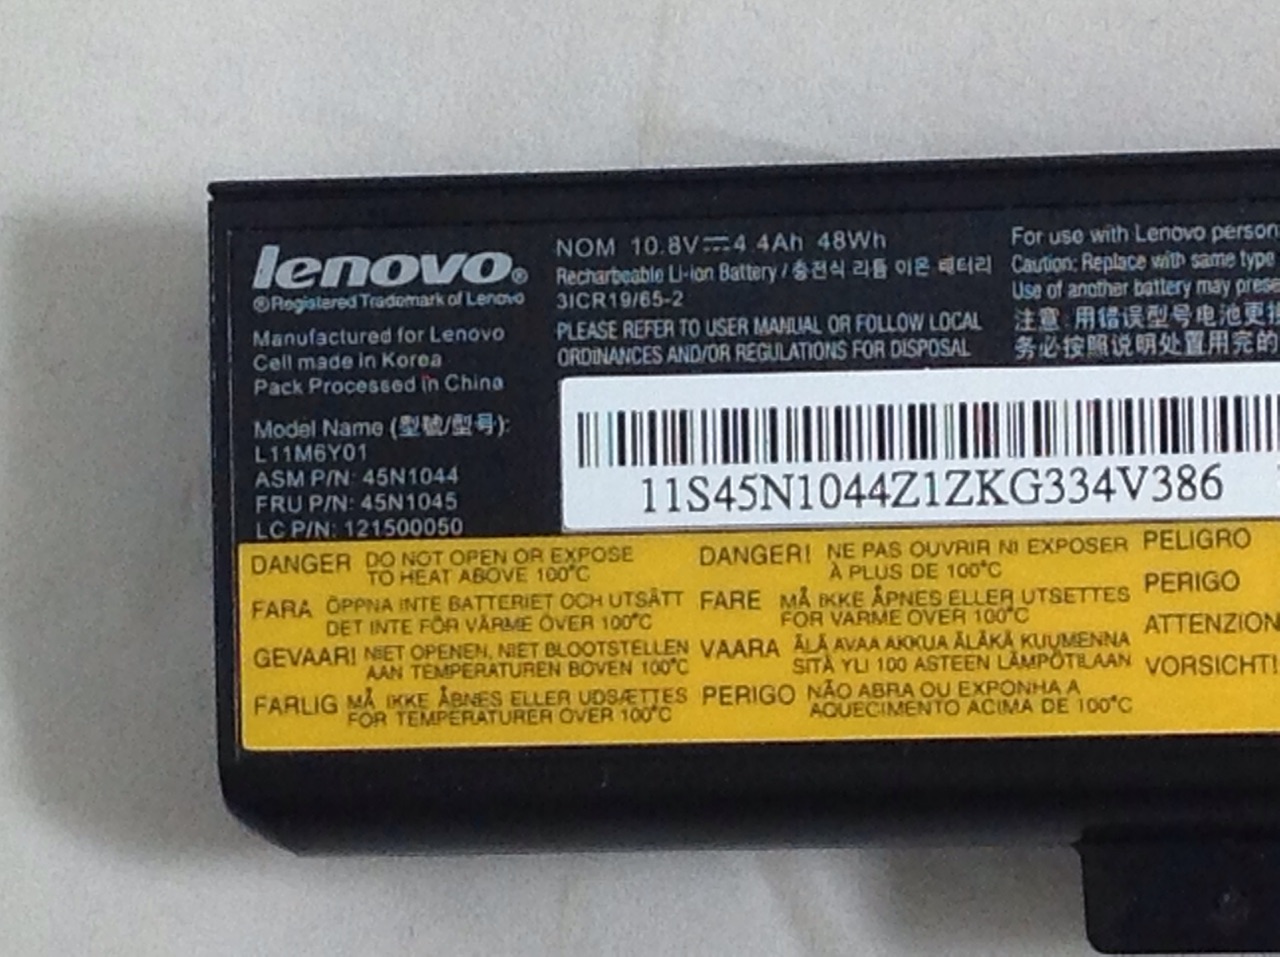 lenovo®
®Registered Trademark of Lenovo
Manufactured for Lenovo
Cell made in Korea
Pack Processed in China
Model Name (型號/型号):
L11M6Y01
ASM P/N: 45N1044
FRU P/N: 45N1045
LC P/N: 121500050
NOM 10.8V⎓4.4Ah 48Wh
Rechargeable Li-ion Battery / 충전식 리튬 이온 배터리
3ICR19/65-2
PLEASE REFER TO USER MANUAL OR FOLLOW LOCAL
ORDINANCES AND/OR REGULATIONS FOR DISPOSAL
For use with Lenovo person
Caution: Replace with same type
Use of another battery may prese
注意 用错误型号电池更换
务必按照说明处置用完的
11S45N1044Z1ZKG334V386
DANGER DO NOT OPEN OR EXPOSE
TO HEAT ABOVE 100°C
FARA ÖPPNA INTE BATTERIET OCH UTSÄTT
DET INTE FÖR VÄRME ÖVER 100°C
GEVAAR! NIET OPENEN, NIET BLOOTSTELLEN
AAN TEMPERATUREN BOVEN 100°C
FARLIG MÅ IKKE ÅBNES ELLER UDSÆTTES
FOR TEMPERATURER OVER 100°C
DANGER! NE PAS OUVRIR NI EXPOSER
À PLUS DE 100°C
FARE MÅ IKKE ÅPNES ELLER UTSETTES
FOR VARME OVER 100°C
VAARA ÄLÄ AVAA AKKUA ÄLÄKÄ KUUMENNA
SITÄ YLI 100 ASTEEN LÄMPÖTILAAN
PERIGO NÃO ABRA OU EXPONHA A
AQUECIMENTO ACIMA DE 100°C
PELIGRO
PERIGO
ATTENZION
VORSICHT!